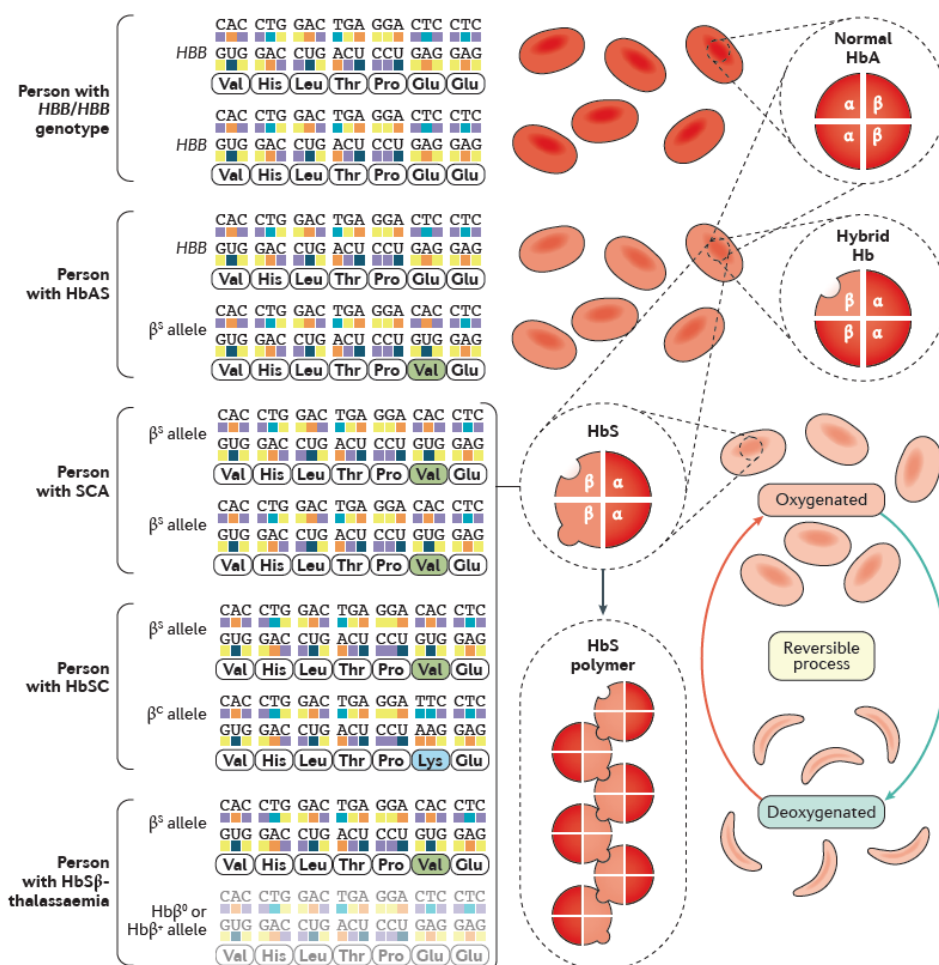 Person with
HBB/HBB
genotype
HBB
CAC CTG GAC TGA GGA CTC CTC
GUG GAC CUG ACU CCU GAG GAG
Val His Leu Thr Pro Glu Glu
HBB
CAC CTG GAC TGA GGA CTC CTC
GUG GAC CUG ACU CCU GAG GAG
Val His Leu Thr Pro Glu Glu
Normal
HbA
α β
α β
Person
with HbAS
HBB
CAC CTG GAC TGA GGA CTC CTC
GUG GAC CUG ACU CCU GAG GAG
Val His Leu Thr Pro Glu Glu
βˢ allele
CAC CTG GAC TGA GGA CAC CTC
GUG GAC CUG ACU CCU GUG GAG
Val His Leu Thr Pro Val Glu
Hybrid
Hb
β α
β α
Person
with SCA
βˢ allele
CAC CTG GAC TGA GGA CAC CTC
GUG GAC CUG ACU CCU GUG GAG
Val His Leu Thr Pro Val Glu
βˢ allele
CAC CTG GAC TGA GGA CAC CTC
GUG GAC CUG ACU CCU GUG GAG
Val His Leu Thr Pro Val Glu
HbS
β α
β α
Oxygenated
Reversible
process
Deoxygenated
Person
with HbSC
βˢ allele
CAC CTG GAC TGA GGA CAC CTC
GUG GAC CUG ACU CCU GUG GAG
Val His Leu Thr Pro Val Glu
βᶜ allele
CAC CTG GAC TGA GGA TTC CTC
GUG GAC CUG ACU CCU AAG GAG
Val His Leu Thr Pro Lys Glu
HbS
polymer
Person
with HbSβ-
thalassaemia
βˢ allele
CAC CTG GAC TGA GGA CAC CTC
GUG GAC CUG ACU CCU GUG GAG
Val His Leu Thr Pro Val Glu
Hbβ⁰ or
Hbβ⁺ allele
CAC CTG GAC TGA GGA CTC CTC
GUG GAC CUG ACU CCU GAG GAG
Val His Leu Thr Pro Glu Glu